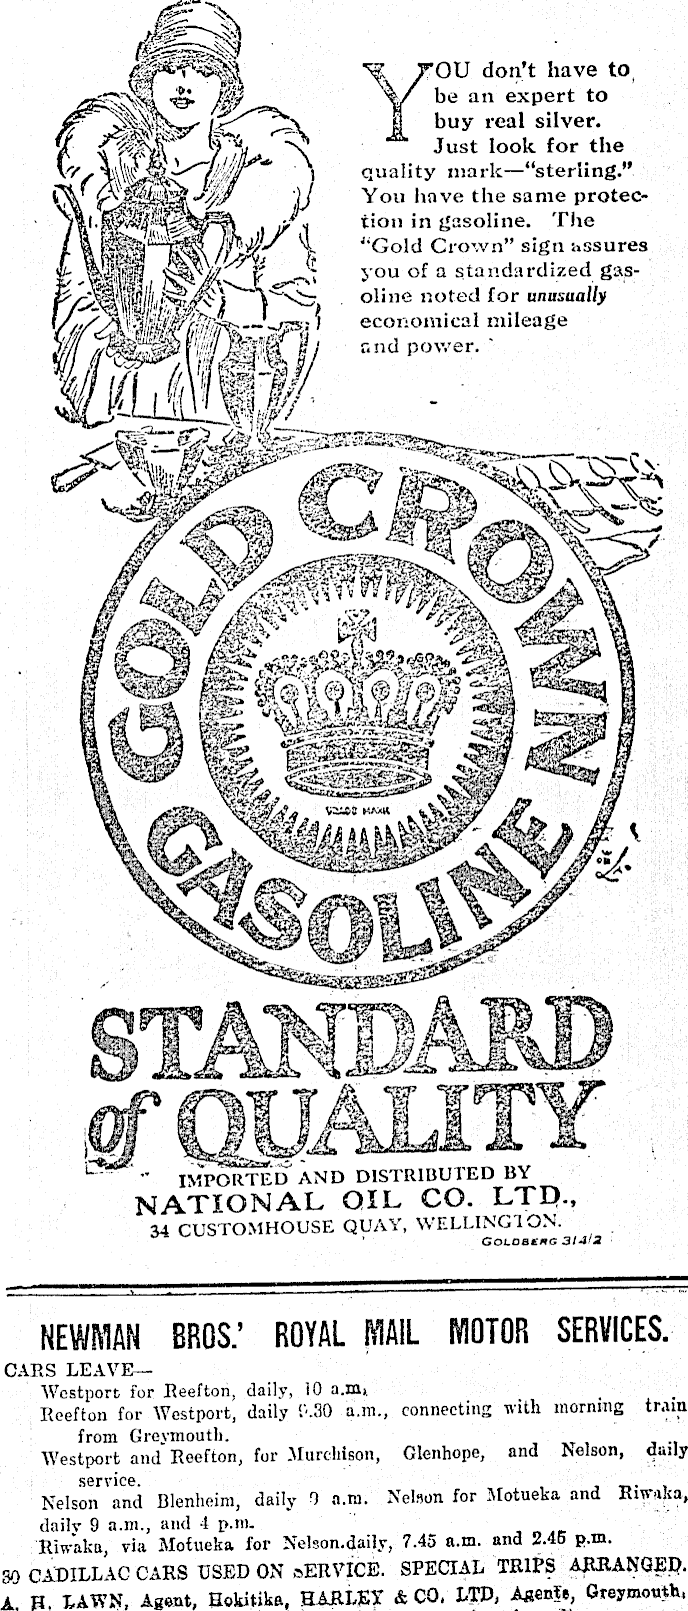 YOU don't have to
be an expert to
buy real silver.
Just look for the
quality mark—"sterling."
You have the same protec-
tion in gasoline. The
"Gold Crown" sign assures
you of a standardized gas-
oline noted for unusually
economical mileage
and power.
GOLD CROWN
GASOLINE
TRADE MARK
STANDARD
of QUALITY
IMPORTED AND DISTRIBUTED BY
NATIONAL OIL CO. LTD.,
34 CUSTOMHOUSE QUAY, WELLINGTON.
GOLDBERG 314/2
NEWMAN BROS.' ROYAL MAIL MOTOR SERVICES.
CARS LEAVE—
Westport for Reefton, daily, 10 a.m.
Reefton for Westport, daily 9.30 a.m., connecting with morning train
from Greymouth.
Westport and Reefton, for Murchison, Glenhope, and Nelson, daily
service.
Nelson and Blenheim, daily 9 a.m. Nelson for Motueka and Riwaka,
daily 9 a.m., and 4 p.m.
Riwaka, via Motueka for Nelson.daily, 7.45 a.m. and 2.45 p.m.
30 CADILLAC CARS USED ON SERVICE. SPECIAL TRIPS ARRANGED.
A. H. LAWN, Agent, Hokitika, HARLEY & CO. LTD, Agents, Greymouth,